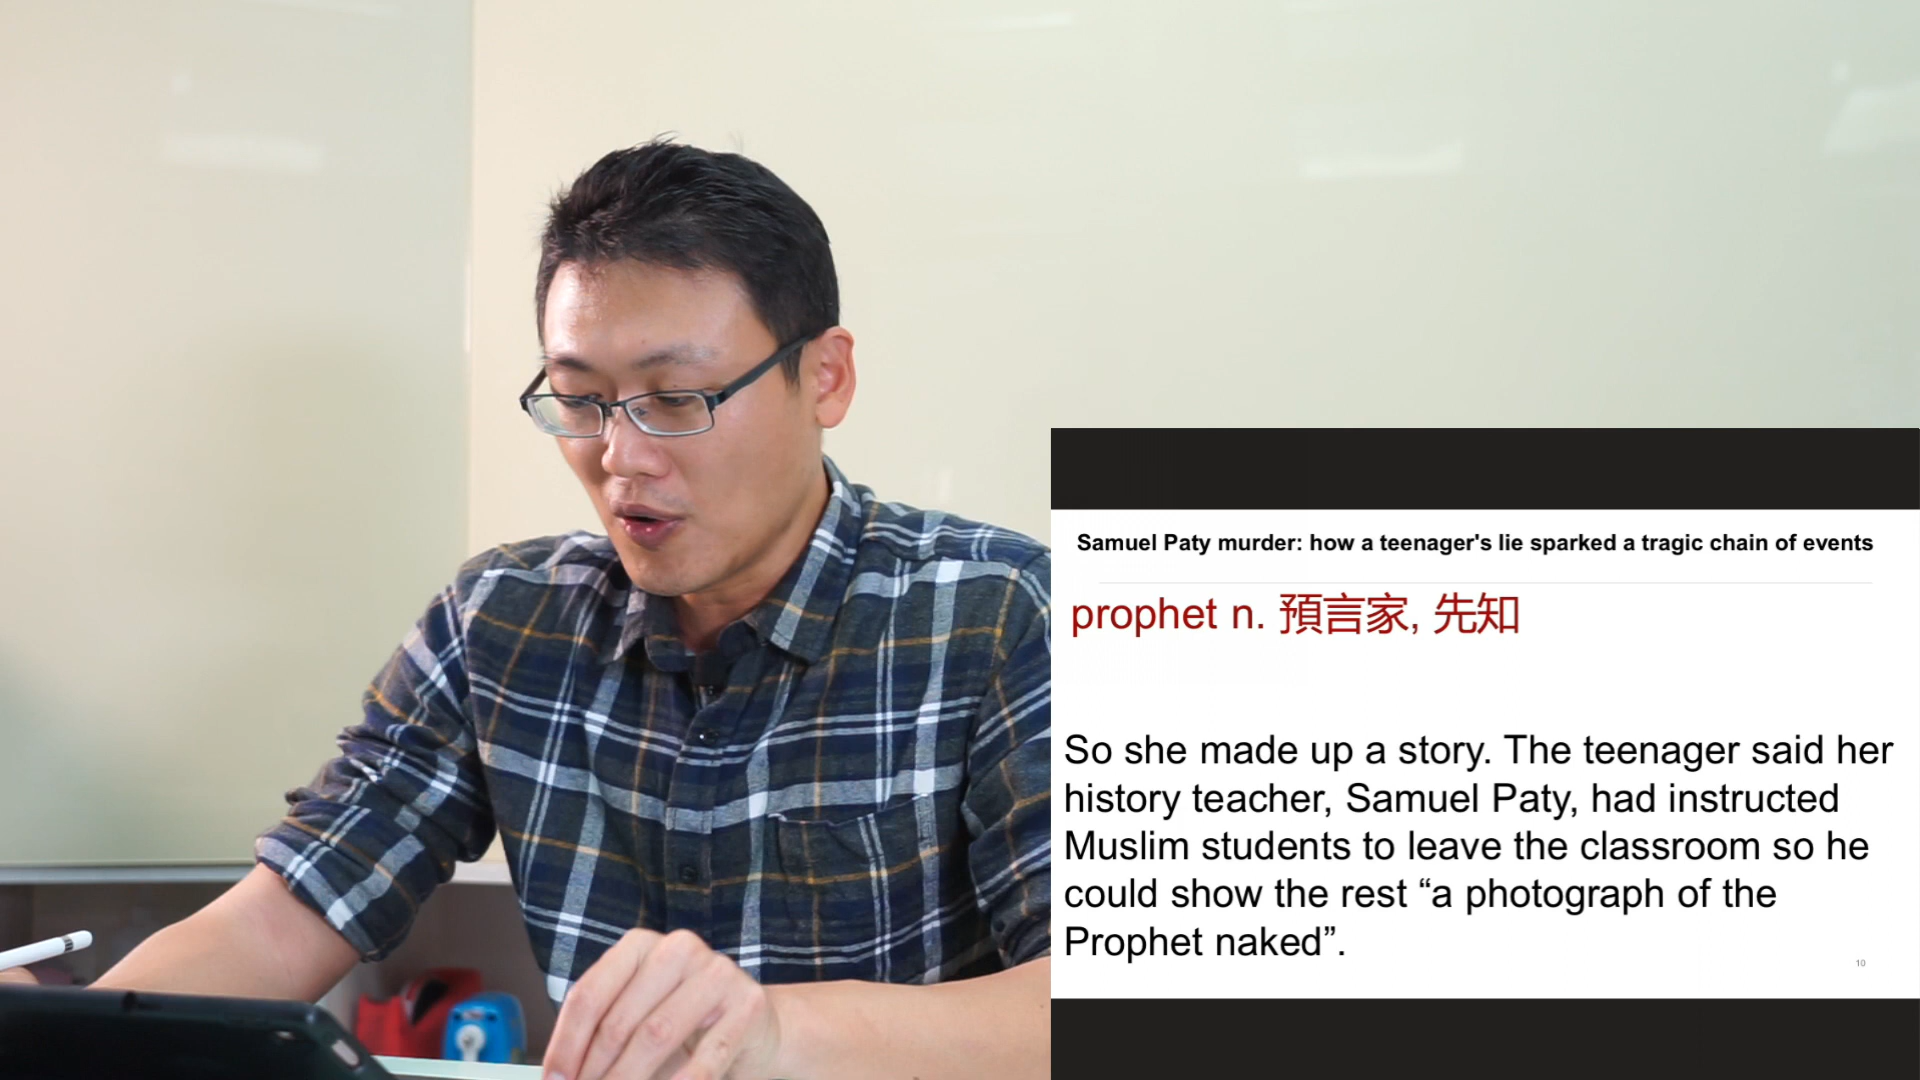 Samuel Paty murder: how a teenager's lie sparked a tragic chain of events
prophet n. 預言家, 先知
So she made up a story. The teenager said her
history teacher, Samuel Paty, had instructed
Muslim students to leave the classroom so he
could show the rest “a photograph of the
Prophet naked”.
10